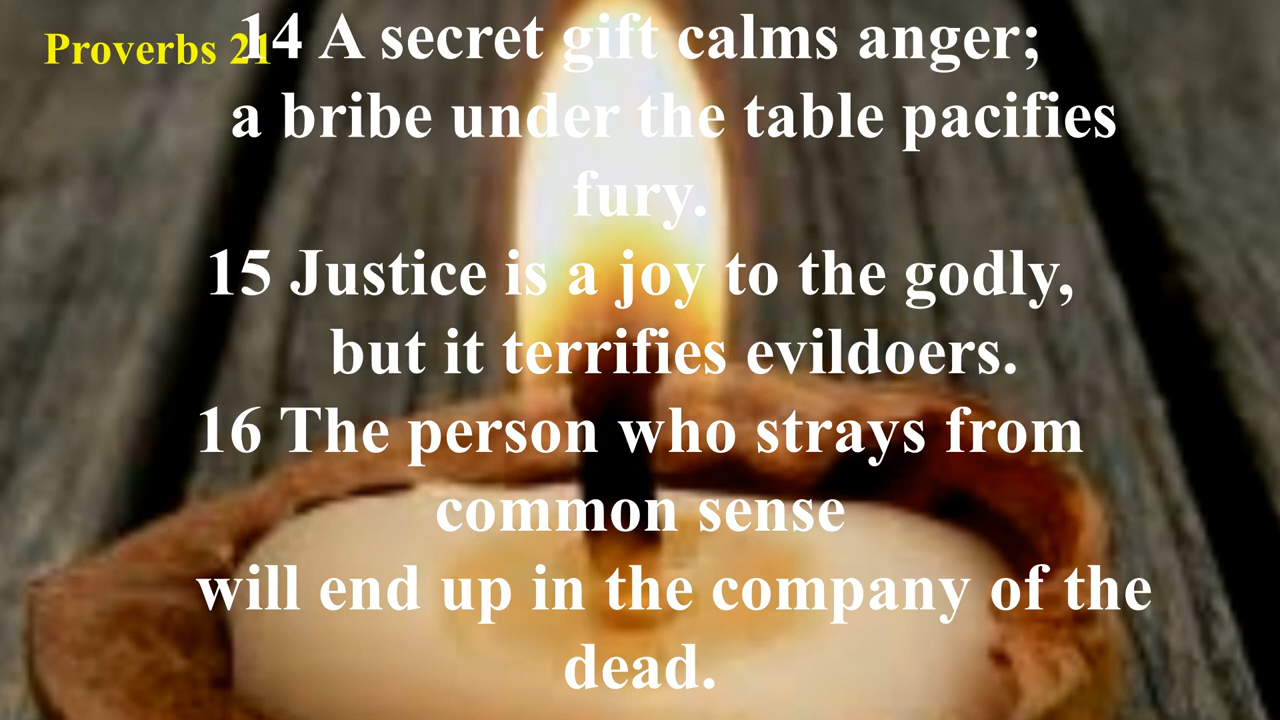 Proverbs 21
14 A secret gift calms anger;
a bribe under the table pacifies
fury.
15 Justice is a joy to the godly,
but it terrifies evildoers.
16 The person who strays from
common sense
will end up in the company of the
dead.